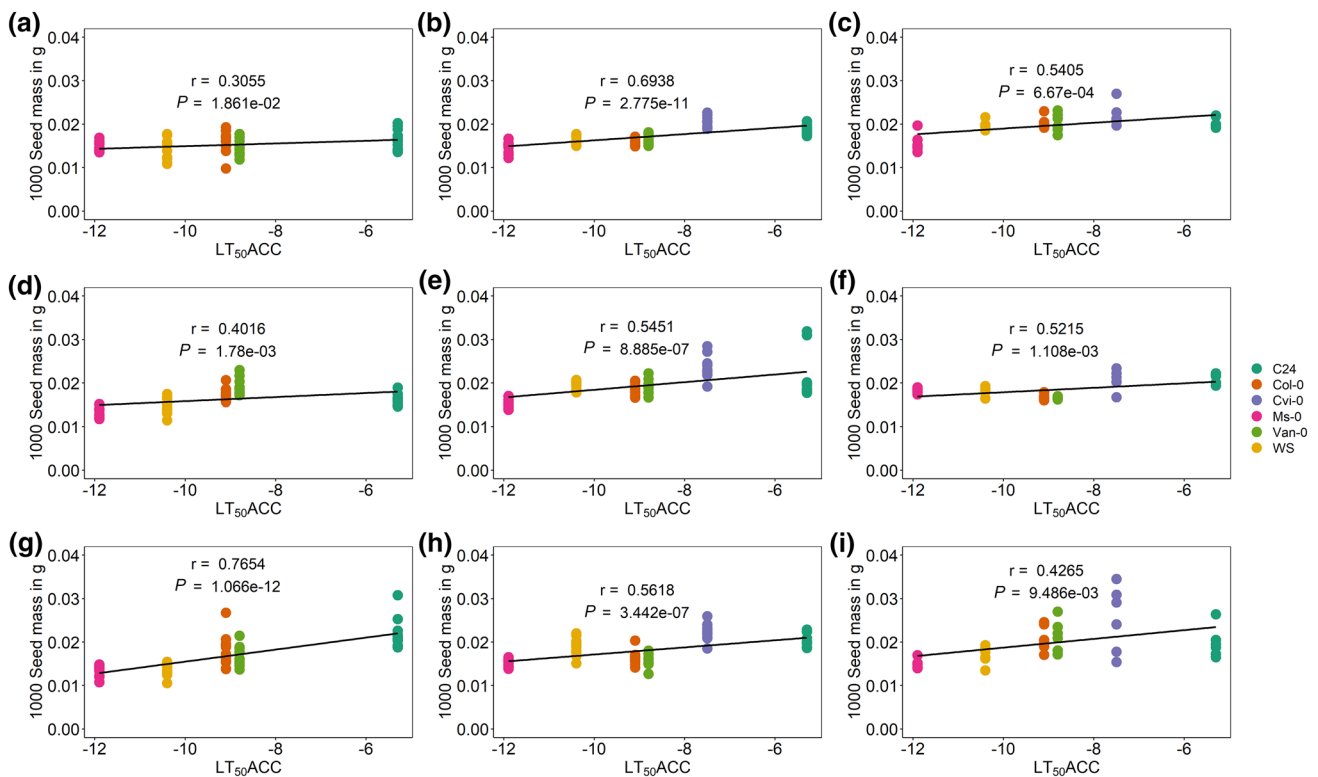 (a)
1000 Seed mass in g
0.04
0.03
0.02
0.01
0.00
r = 0.3055
P = 1.861e-02
-12 -10 -8 -6
LT50ACC
(b)
1000 Seed mass in g
0.04
0.03
0.02
0.01
0.00
r = 0.6938
P = 2.775e-11
-12 -10 -8 -6
LT50ACC
(c)
1000 Seed mass in g
0.04
0.03
0.02
0.01
0.00
r = 0.5405
P = 6.67e-04
-12 -10 -8 -6
LT50ACC
(d)
1000 Seed mass in g
0.04
0.03
0.02
0.01
0.00
r = 0.4016
P = 1.78e-03
-12 -10 -8 -6
LT50ACC
(e)
1000 Seed mass in g
0.04
0.03
0.02
0.01
0.00
r = 0.5451
P = 8.885e-07
-12 -10 -8 -6
LT50ACC
(f)
1000 Seed mass in g
0.04
0.03
0.02
0.01
0.00
r = 0.5215
P = 1.108e-03
-12 -10 -8 -6
LT50ACC
C24
Col-0
Cvi-0
Ms-0
Van-0
WS
(g)
1000 Seed mass in g
0.04
0.03
0.02
0.01
0.00
r = 0.7654
P = 1.066e-12
-12 -10 -8 -6
LT50ACC
(h)
1000 Seed mass in g
0.04
0.03
0.02
0.01
0.00
r = 0.5618
P = 3.442e-07
-12 -10 -8 -6
LT50ACC
(i)
1000 Seed mass in g
0.04
0.03
0.02
0.01
0.00
r = 0.4265
P = 9.486e-03
-12 -10 -8 -6
LT50ACC